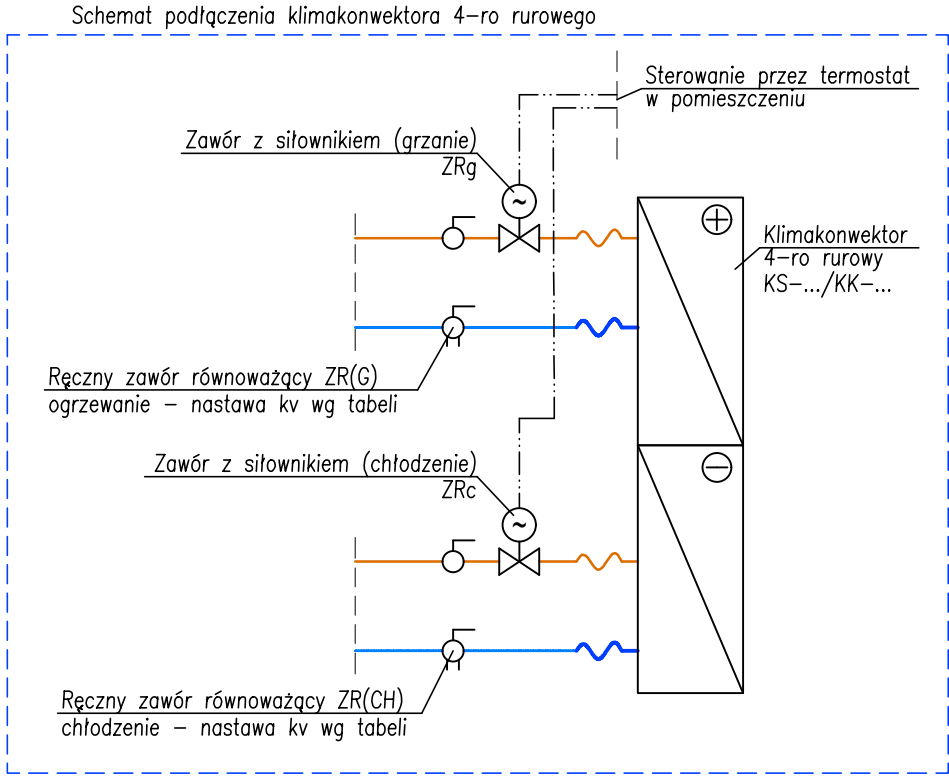 Schemat podłączenia klimakonwektora 4-ro rurowego
Sterowanie przez termostat
w pomieszczeniu
Zawór z siłownikiem (grzanie)
ZRg
~
+
Klimakonwektor
4-ro rurowy
KS-.../KK-...
Ręczny zawór równoważący ZR(G)
ogrzewanie - nastawa kv wg tabeli
Zawór z siłownikiem (chłodzenie)
ZRc
~
-
Ręczny zawór równoważący ZR(CH)
chłodzenie - nastawa kv wg tabeli